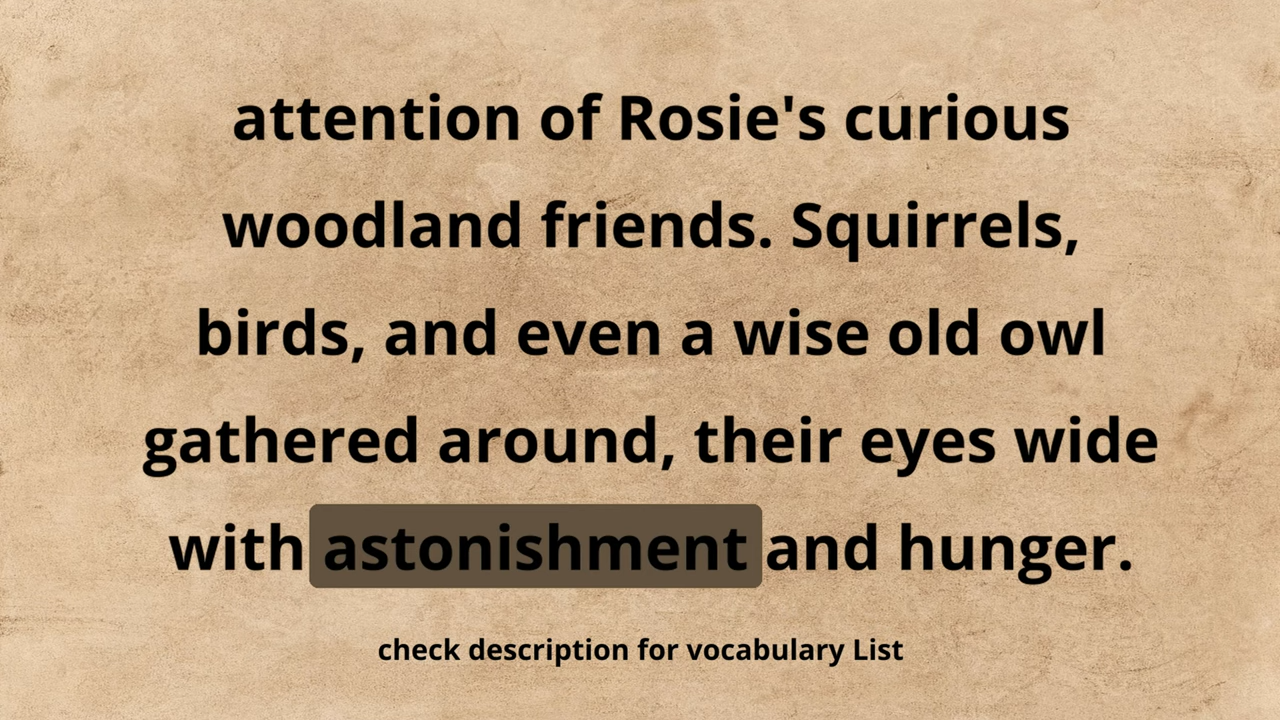 attention of Rosie's curious
woodland friends. Squirrels,
birds, and even a wise old owl
gathered around, their eyes wide
with astonishment and hunger.
check description for vocabulary List